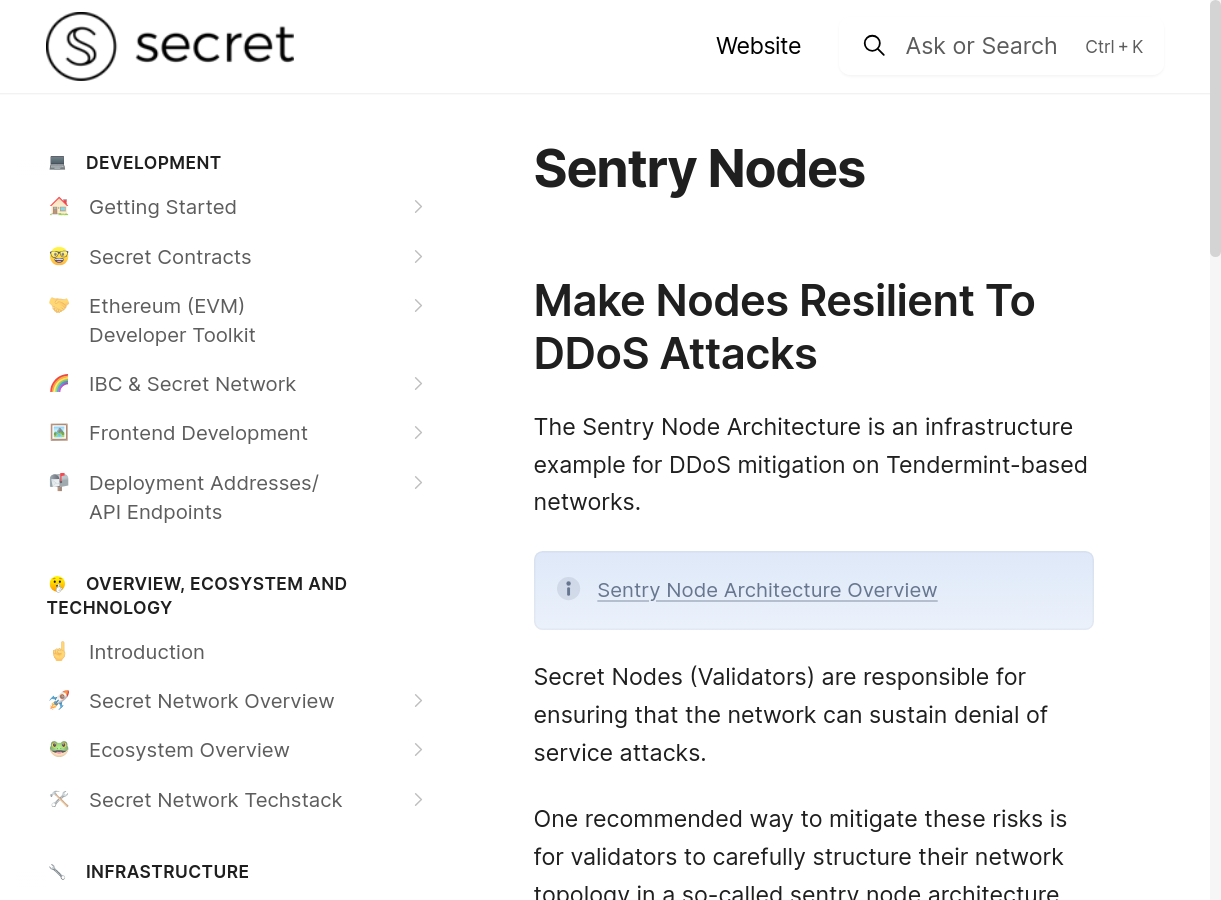 secret
Website
Ask or Search
Ctrl + K
DEVELOPMENT
Getting Started
Secret Contracts
Ethereum (EVM)
Developer Toolkit
IBC & Secret Network
Frontend Development
Deployment Addresses/
API Endpoints
OVERVIEW, ECOSYSTEM AND
TECHNOLOGY
Introduction
Secret Network Overview
Ecosystem Overview
Secret Network Techstack
INFRASTRUCTURE
Sentry Nodes
Make Nodes Resilient To
DDoS Attacks
The Sentry Node Architecture is an infrastructure
example for DDoS mitigation on Tendermint-based
networks.
Sentry Node Architecture Overview
Secret Nodes (Validators) are responsible for
ensuring that the network can sustain denial of
service attacks.
One recommended way to mitigate these risks is
for validators to carefully structure their network
topology in a so-called sentry node architecture